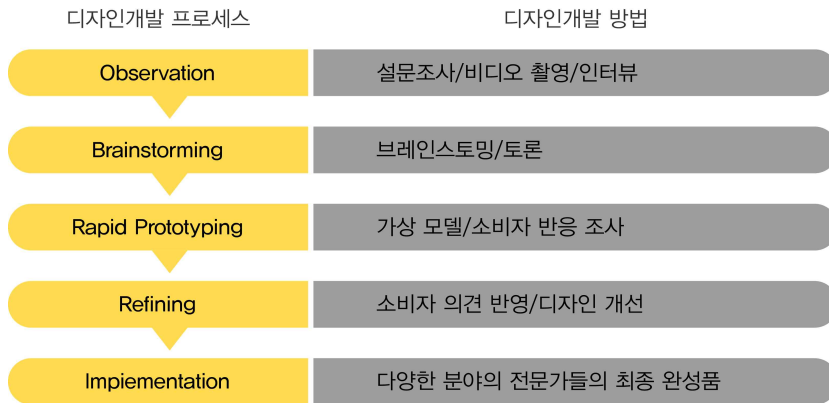 디자인개발 프로세스 디자인개발 방법
Observation 설문조사/비디오 촬영/인터뷰
Brainstorming 브레인스토밍/토론
Rapid Prototyping 가상 모델/소비자 반응 조사
Refining 소비자 의견 반영/디자인 개선
Impiementation 다양한 분야의 전문가들의 최종 완성품